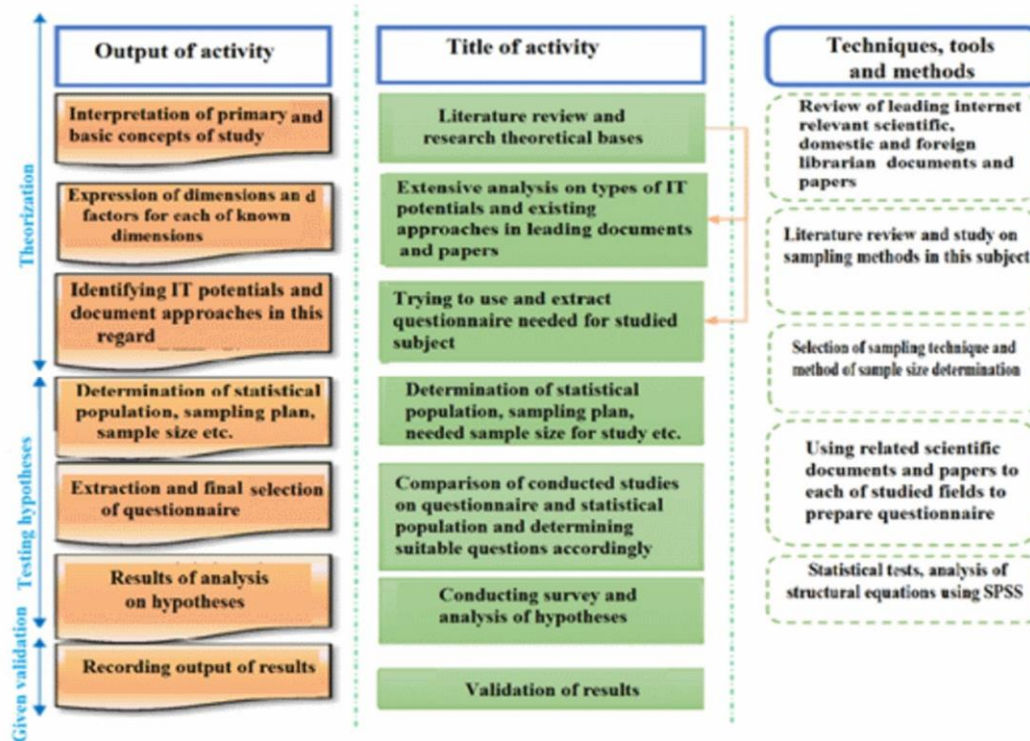 Output of activity
Title of activity
Techniques, tools
and methods
Theorization
Testing hypotheses
Given validation
Interpretation of primary and
basic concepts of study
Expression of dimensions and
factors for each of known
dimensions
Identifying IT potentials and
document approaches in this
regard
Determination of statistical
population, sampling plan,
sample size etc.
Extraction and final selection
of questionnaire
Results of analysis
on hypotheses
Recording output of results
Literature review and
research theoretical bases
Extensive analysis on types of IT
potentials and existing
approaches in leading documents
and papers
Trying to use and extract
questionnaire needed for studied
subject
Determination of statistical
population, sampling plan,
needed sample size for study etc.
Comparison of conducted studies
on questionnaire and statistical
population and determining
suitable questions accordingly
Conducting survey and
analysis of hypotheses
Validation of results
Review of leading internet
relevant scientific,
domestic and foreign
librarian documents and
papers
Literature review and study on
sampling methods in this subject
Selection of sampling technique and
method of sample size determination
Using related scientific
documents and papers to
each of studied fields to
prepare questionnaire
Statistical tests, analysis of
structural equations using SPSS